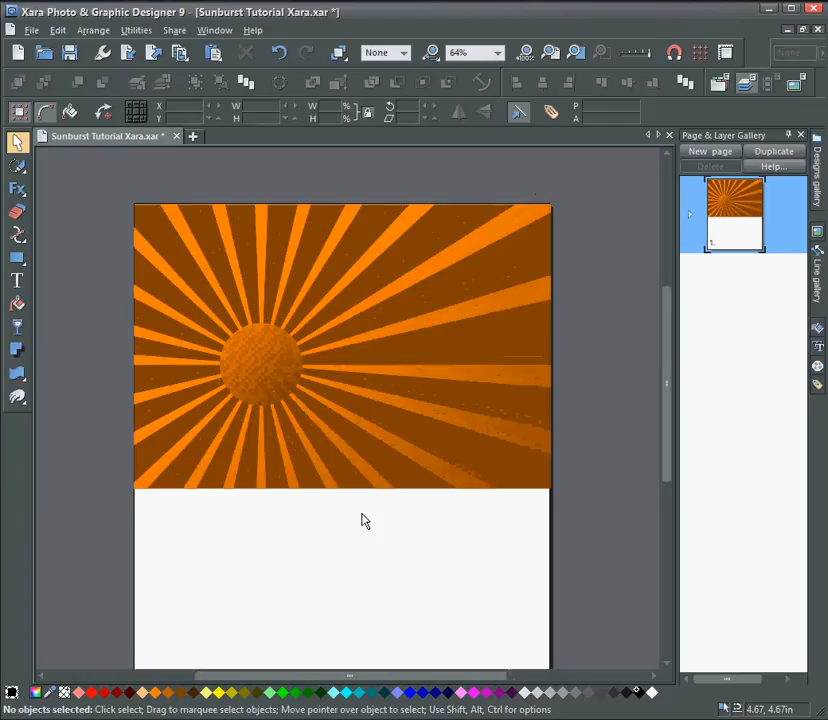 Xara Photo & Graphic Designer 9 - [Sunburst Tutorial Xara.xar *]
File Edit Arrange Utilities Share Window Help
None 64% None
X W W % P
Y H H %
Sunburst Tutorial Xara.xar *
Page & Layer Gallery
New page Duplicate
Delete Help...
1.
Designs gallery
Line gallery
No objects selected: Click select; Drag to marquee select objects; Move pointer over object to select; Use Shift, Alt, Ctrl for options
4.67, 4.67in